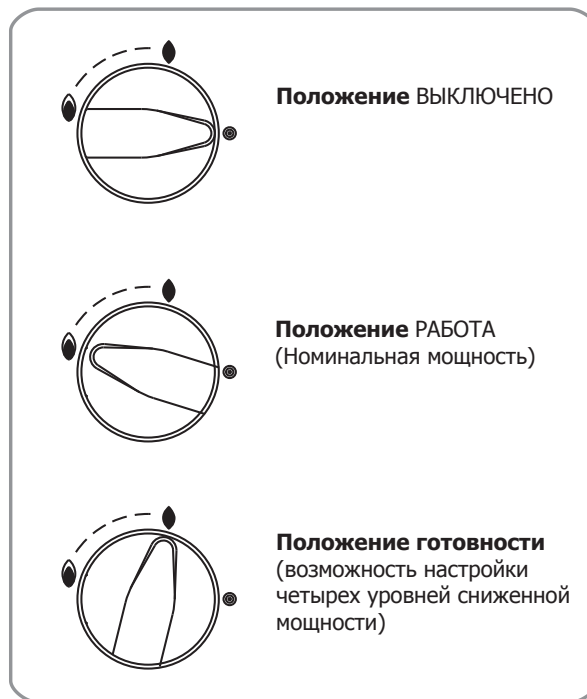 Положение ВЫКЛЮЧЕНО
Положение РАБОТА
(Номинальная мощность)
Положение готовности
(возможность настройки
четырех уровней сниженной
мощности)